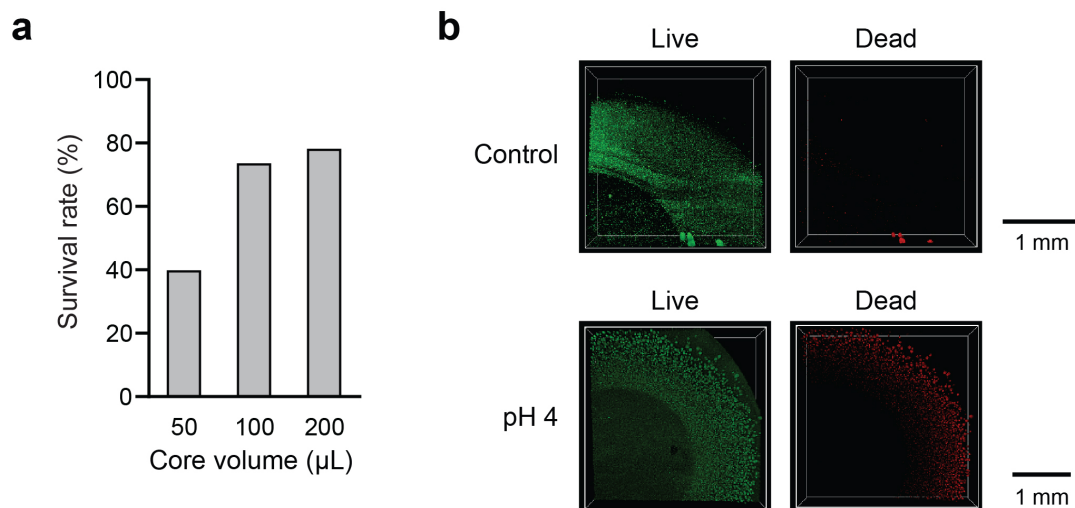 a
100
80
60
40
20
0
Survival rate (%)
50 100 200
Core volume (µL)
b
Live Dead
Control
1 mm
Live Dead
pH 4
1 mm